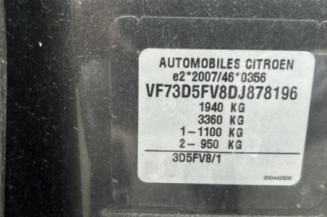 AUTOMOBILES CITROEN
e2*2007/46*0356
VF73D5FV8DJ878196
1940 KG
3360 KG
1-1100 KG
2- 950 KG
3D5FV8/1